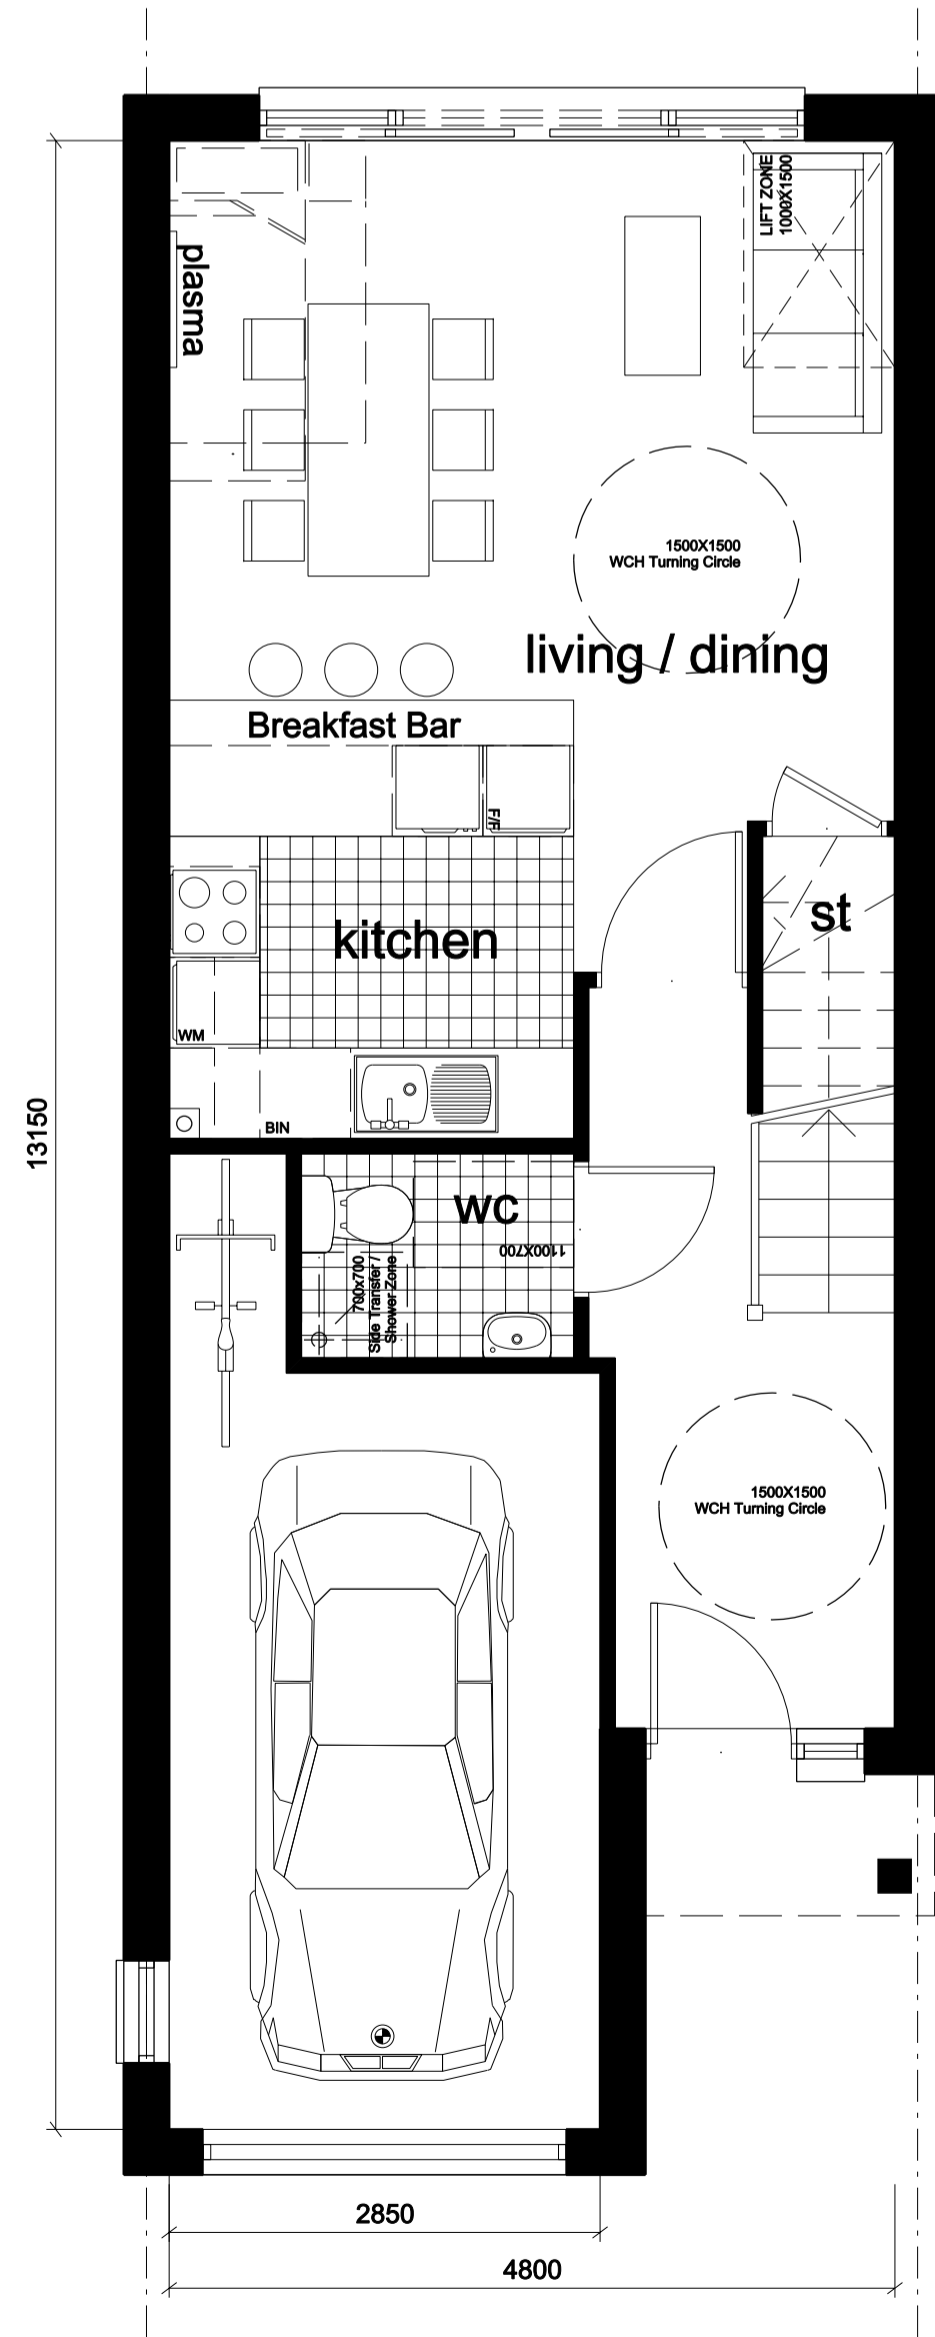 LIFT ZONE
1000X1500
plasma
1500X1500
WCH Turning Circle
living / dining
Breakfast Bar
F/F
st
kitchen
WM
BIN
13150
WC
1100X700
700x700
Side Transfer /
Shower Zone
1500X1500
WCH Turning Circle
2850
4800